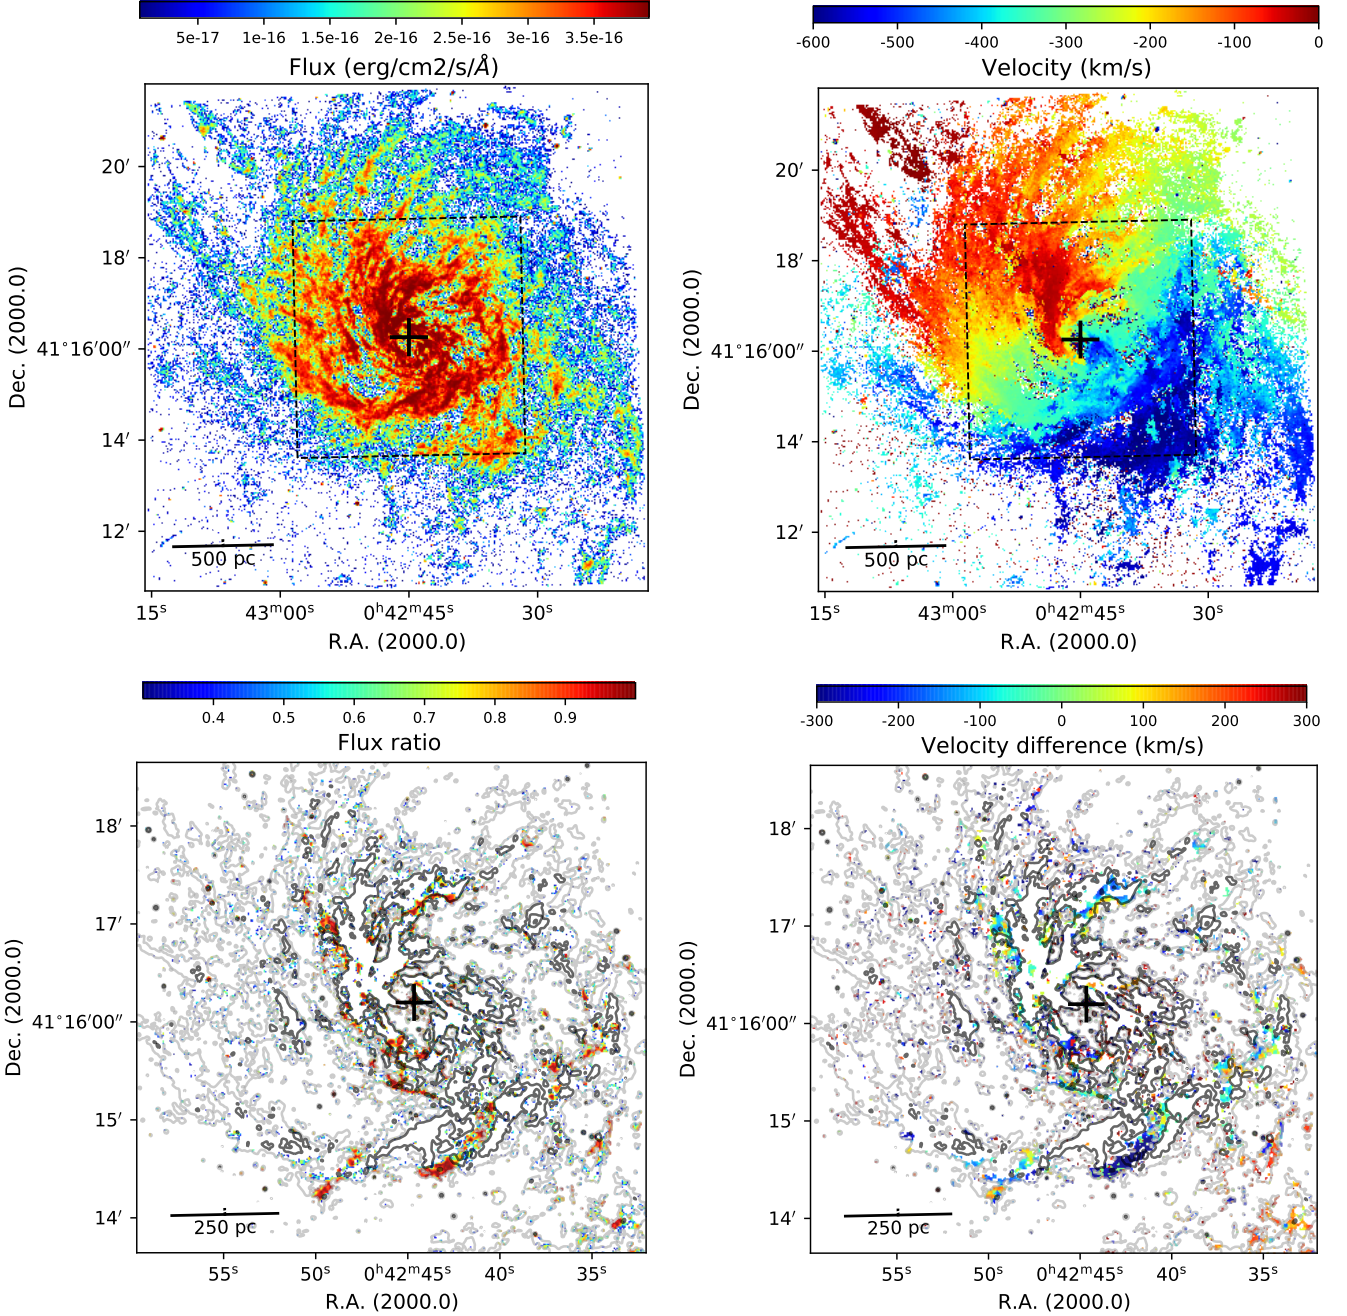 5e-17 1e-16 1.5e-16 2e-16 2.5e-16 3e-16 3.5e-16
Flux (erg/cm2/s/Å)
20′
18′
41°16′00″
14′
12′
Dec. (2000.0)
500 pc
15ˢ 43ᵐ00ˢ 0ʰ42ᵐ45ˢ 30ˢ
R.A. (2000.0)
-600 -500 -400 -300 -200 -100 0
Velocity (km/s)
20′
18′
41°16′00″
14′
12′
Dec. (2000.0)
500 pc
15ˢ 43ᵐ00ˢ 0ʰ42ᵐ45ˢ 30ˢ
R.A. (2000.0)
0.4 0.5 0.6 0.7 0.8 0.9
Flux ratio
18′
17′
41°16′00″
15′
14′
Dec. (2000.0)
250 pc
55ˢ 50ˢ 0ʰ42ᵐ45ˢ 40ˢ 35ˢ
R.A. (2000.0)
-300 -200 -100 0 100 200 300
Velocity difference (km/s)
18′
17′
41°16′00″
15′
14′
Dec. (2000.0)
250 pc
55ˢ 50ˢ 0ʰ42ᵐ45ˢ 40ˢ 35ˢ
R.A. (2000.0)